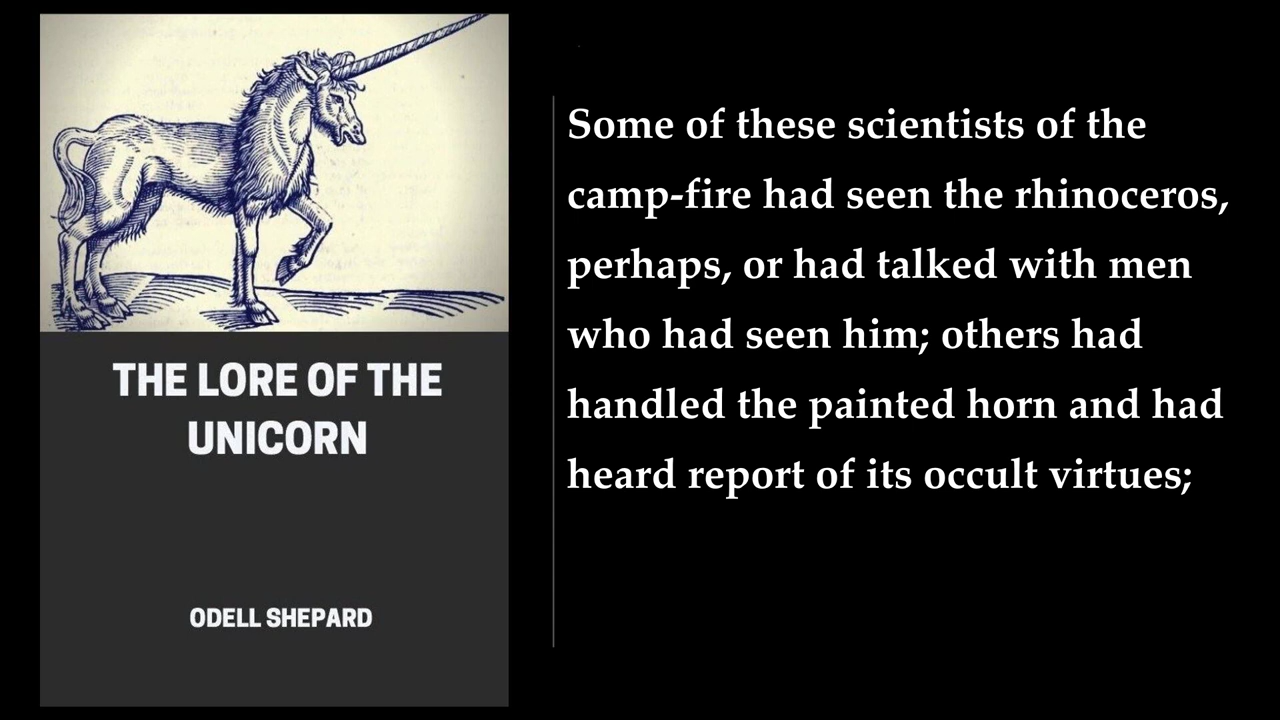 THE LORE OF THE
UNICORN
ODELL SHEPARD
Some of these scientists of the
camp-fire had seen the rhinoceros,
perhaps, or had talked with men
who had seen him; others had
handled the painted horn and had
heard report of its occult virtues;